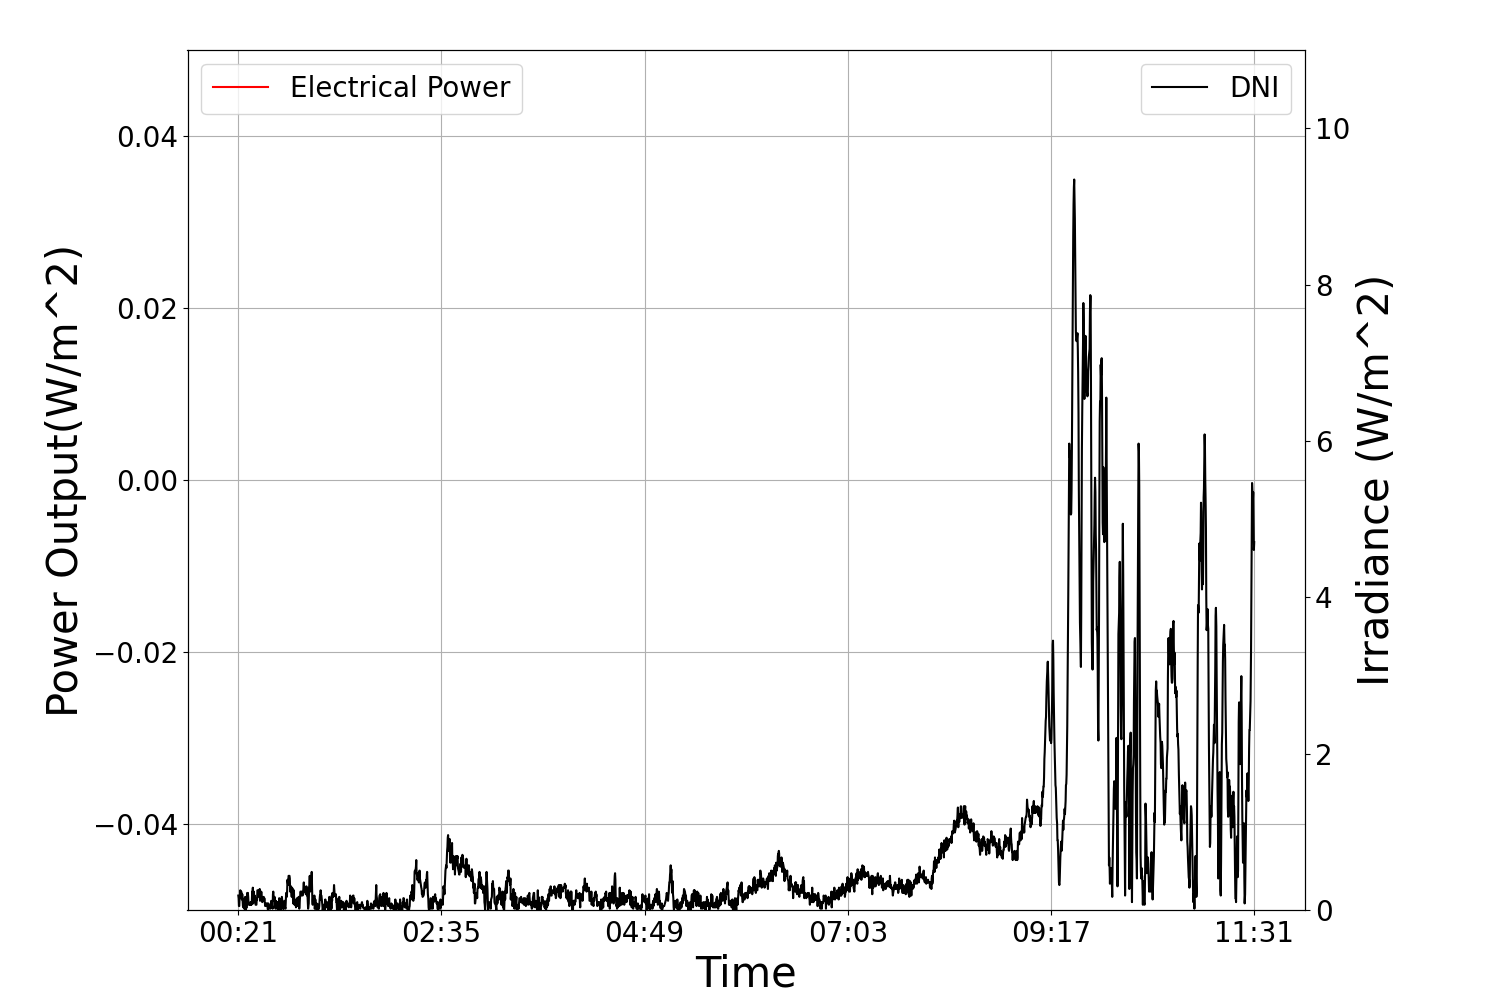 Electrical Power
DNI
0.04
0.02
0.00
−0.02
−0.04
Power Output(W/m^2)
10
8
6
4
2
0
Irradiance (W/m^2)
00:21 02:35 04:49 07:03 09:17 11:31
Time